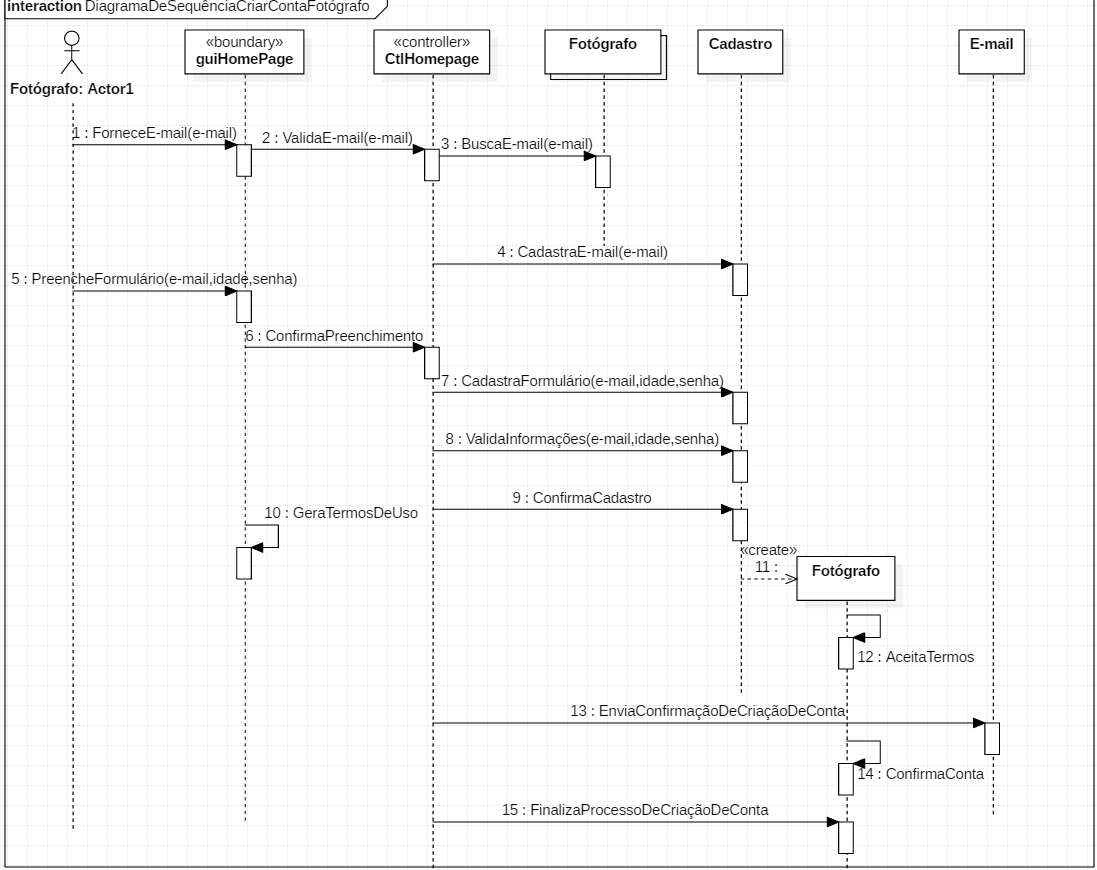 interaction DiagramaDeSequênciaCriarContaFotógrafo
«boundary»
guiHomePage
«controller»
CtlHomepage
Fotógrafo
Cadastro
E-mail
Fotógrafo: Actor1
1 : ForneceE-mail(e-mail)
2 : ValidaE-mail(e-mail)
3 : BuscaE-mail(e-mail)
4 : CadastraE-mail(e-mail)
5 : PreencheFormulário(e-mail,idade,senha)
6 : ConfirmaPreenchimento
7 : CadastraFormulário(e-mail,idade,senha)
8 : ValidaInformações(e-mail,idade,senha)
9 : ConfirmaCadastro
10 : GeraTermosDeUso
«create»
11 :
Fotógrafo
12 : AceitaTermos
13 : EnviaConfirmaçãoDeCriaçãoDeConta
14 : ConfirmaConta
15 : FinalizaProcessoDeCriaçãoDeConta